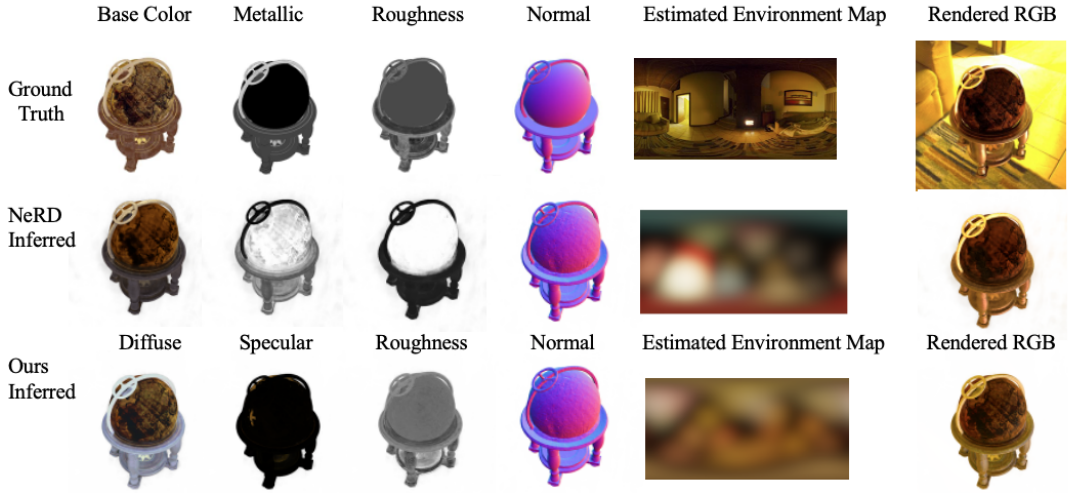 Base Color Metallic Roughness Normal Estimated Environment Map Rendered RGB
Ground
Truth
NeRD
Inferred
Diffuse Specular Roughness Normal Estimated Environment Map Rendered RGB
Ours
Inferred